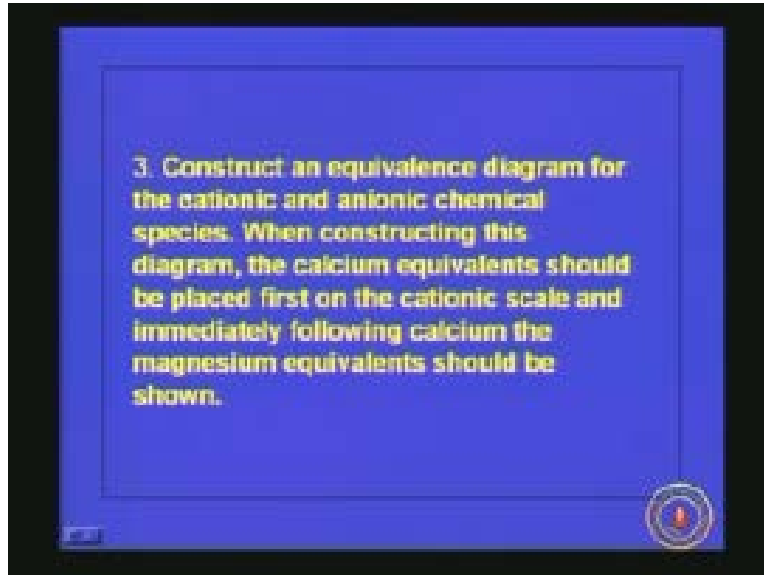 3. Construct an equivalence diagram for
the cationic and anionic chemical
species. When constructing this
diagram, the calcium equivalents should
be placed first on the cationic scale and
immediately following calcium the
magnesium equivalents should be
shown.